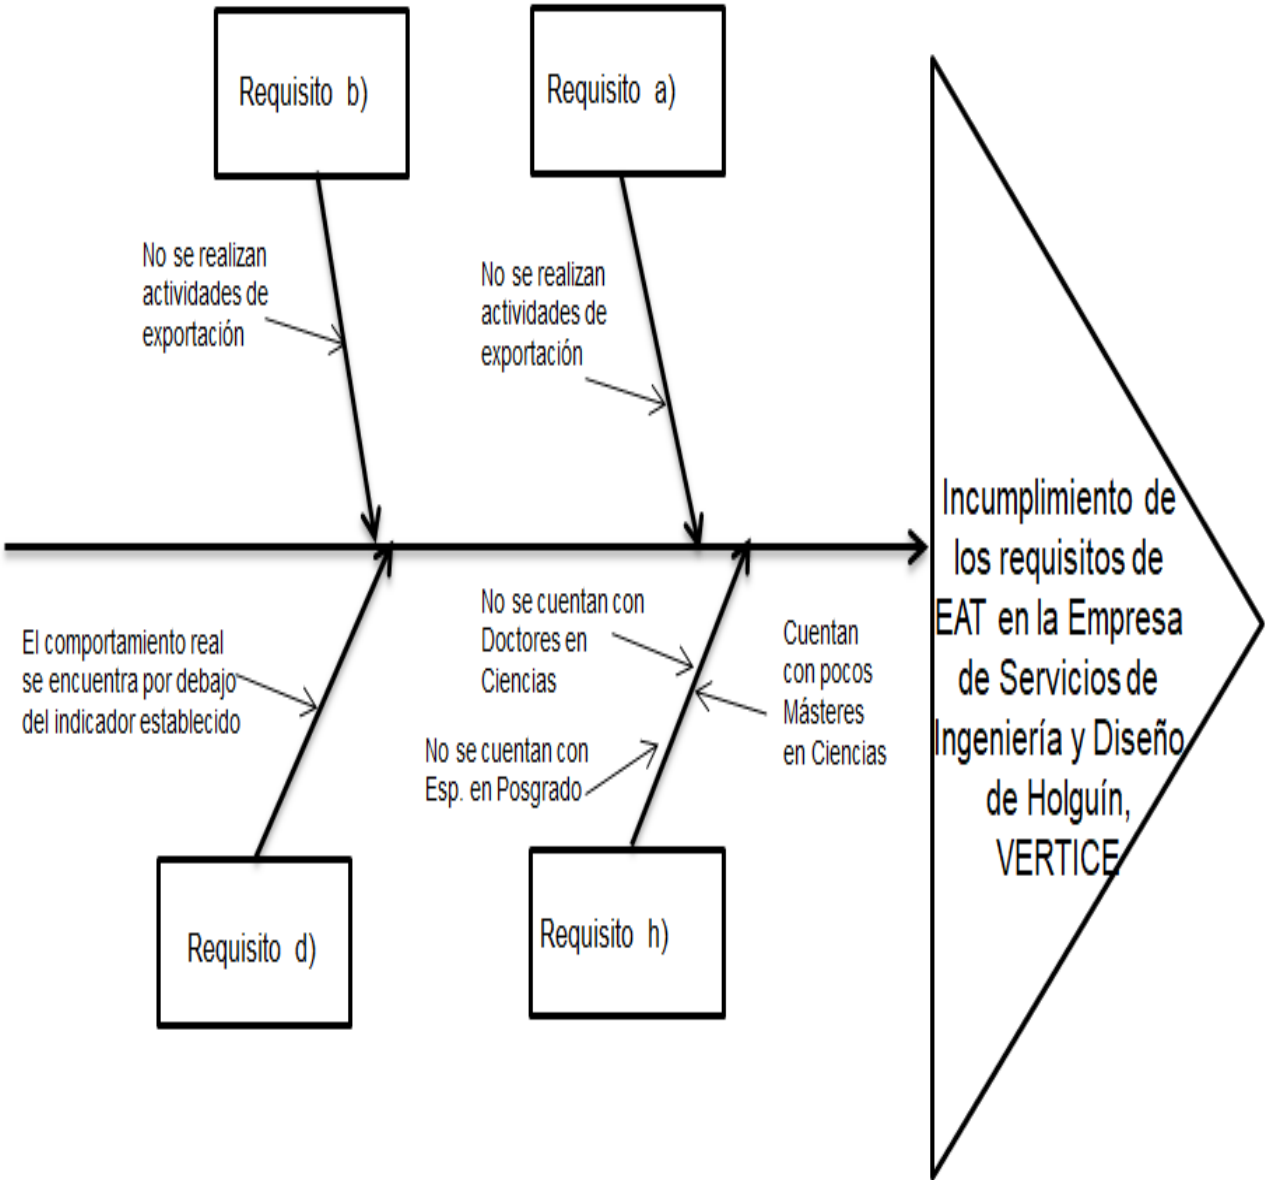 Requisito b)
Requisito a)
No se realizan
actividades de
exportación
No se realizan
actividades de
exportación
El comportamiento real
se encuentra por debajo
del indicador establecido
No se cuentan con
Doctores en
Ciencias
Cuentan
con pocos
Másteres
en Ciencias
No se cuentan con
Esp. en Posgrado
Requisito d)
Requisito h)
Incumplimiento de
los requisitos de
EAT en la Empresa
de Servicios de
Ingeniería y Diseño
de Holguín,
VERTICE